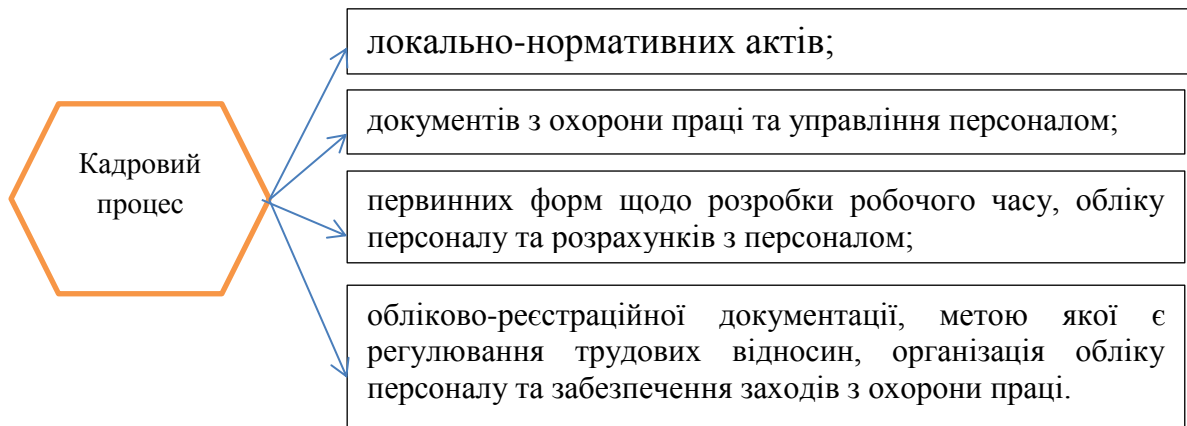 Кадровий
процес
локально-нормативних актів;
документів з охорони праці та управління персоналом;
первинних форм щодо розробки робочого часу, обліку
персоналу та розрахунків з персоналом;
обліково-реєстраційної документації, метою якої є
регулювання трудових відносин, організація обліку
персоналу та забезпечення заходів з охорони праці.